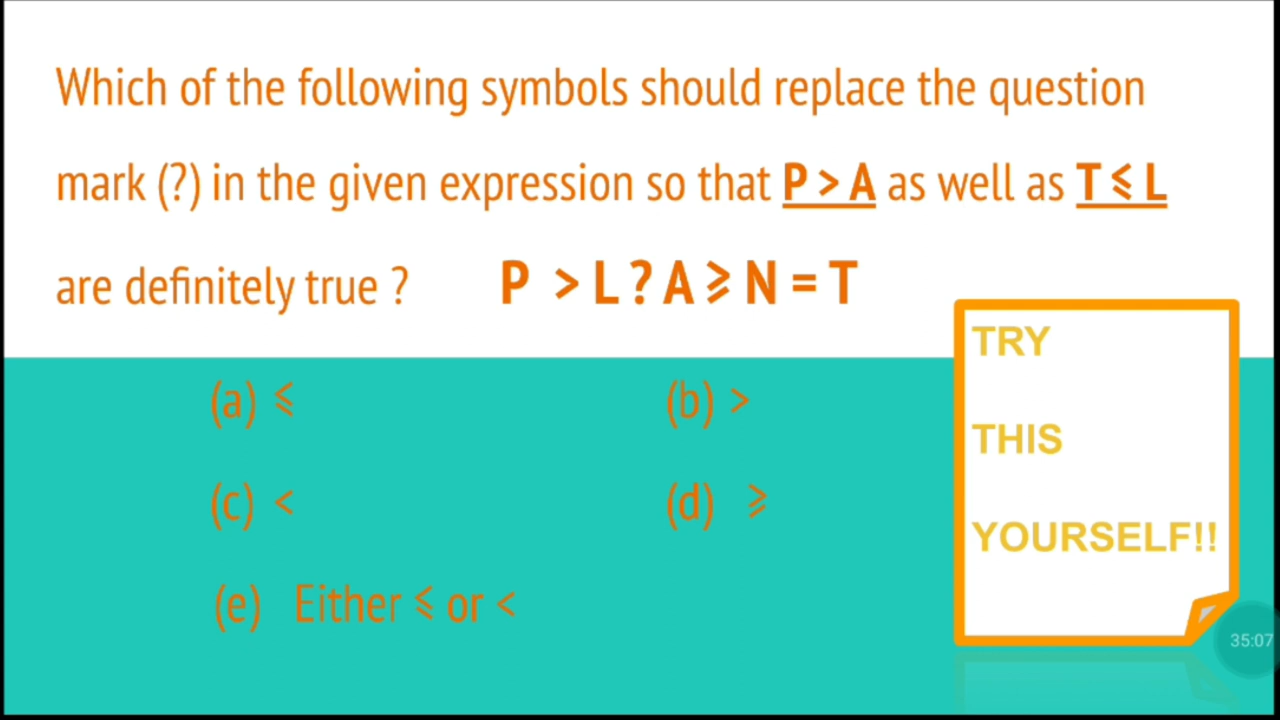 Which of the following symbols should replace the question
mark (?) in the given expression so that P > A as well as T ⩽ L
are definitely true ? P > L ? A ⩾ N = T
(a) ⩽ (b) >
(c) < (d) ⩾
(e) Either ⩽ or <
TRY
THIS
YOURSELF!!
35:07